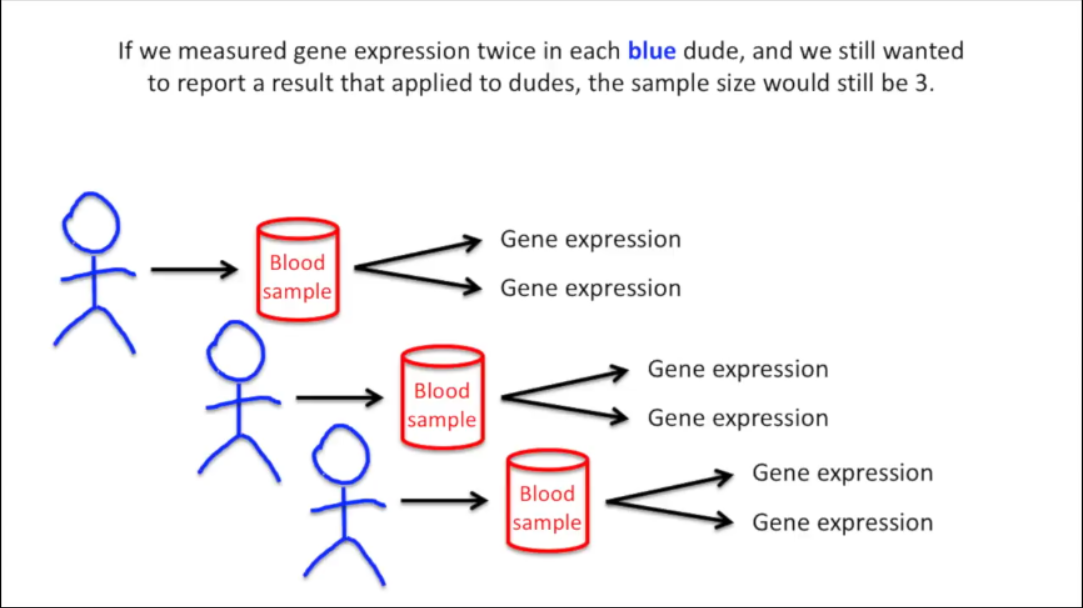 If we measured gene expression twice in each blue dude, and we still wanted
to report a result that applied to dudes, the sample size would still be 3.
Blood
sample
Gene expression
Gene expression
Blood
sample
Gene expression
Gene expression
Blood
sample
Gene expression
Gene expression